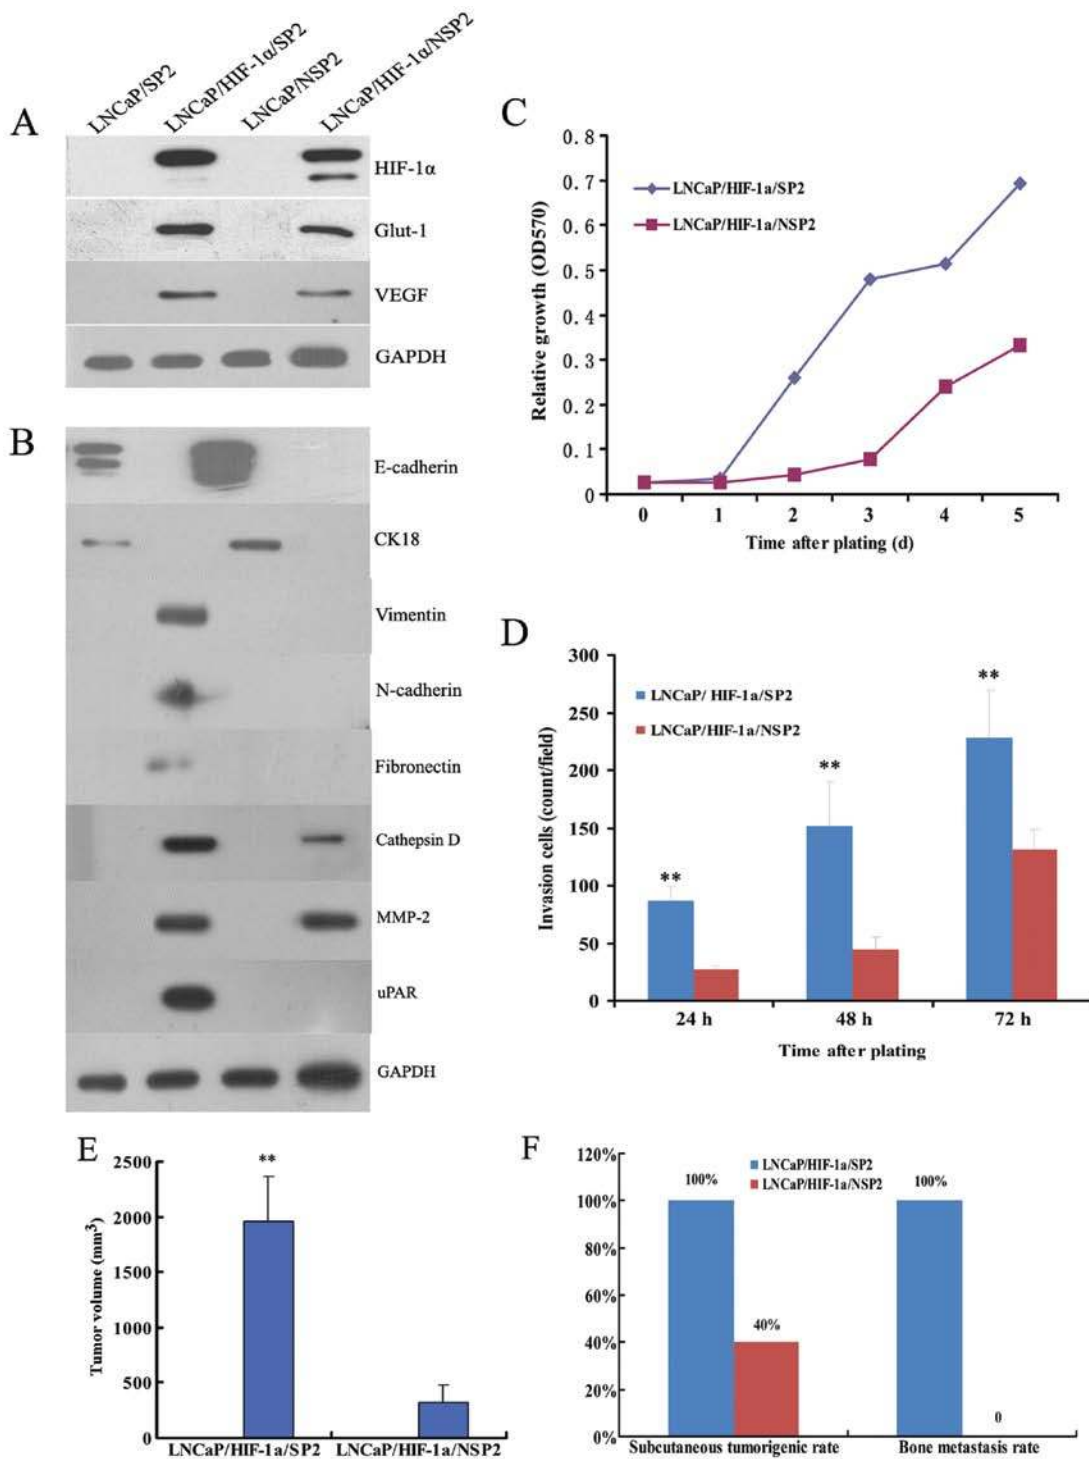 A
LNCaP/SP2
LNCaP/HIF-1α/SP2
LNCaP/NSP2
LNCaP/HIF-1α/NSP2
HIF-1α
Glut-1
VEGF
GAPDH
B
E-cadherin
CK18
Vimentin
N-cadherin
Fibronectin
Cathepsin D
MMP-2
uPAR
GAPDH
C
Relative growth (OD570)
0.8
0.7
0.6
0.5
0.4
0.3
0.2
0.1
0
LNCaP/HIF-1a/SP2
LNCaP/HIF-1a/NSP2
0 1 2 3 4 5
Time after plating (d)
D
Invasion cells (count/field)
300
250
200
150
100
50
0
LNCaP/ HIF-1a/SP2
LNCaP/HIF-1a/NSP2
**
**
**
24 h 48 h 72 h
Time after plating
E
Tumor volume (mm³)
2500
2000
1500
1000
500
0
**
LNCaP/HIF-1a/SP2 LNCaP/HIF-1a/NSP2
F
120%
100%
80%
60%
40%
20%
0%
LNCaP/HIF-1a/SP2
LNCaP/HIF-1a/NSP2
100%
40%
100%
0
Subcutaneous tumorigenic rate Bone metastasis rate